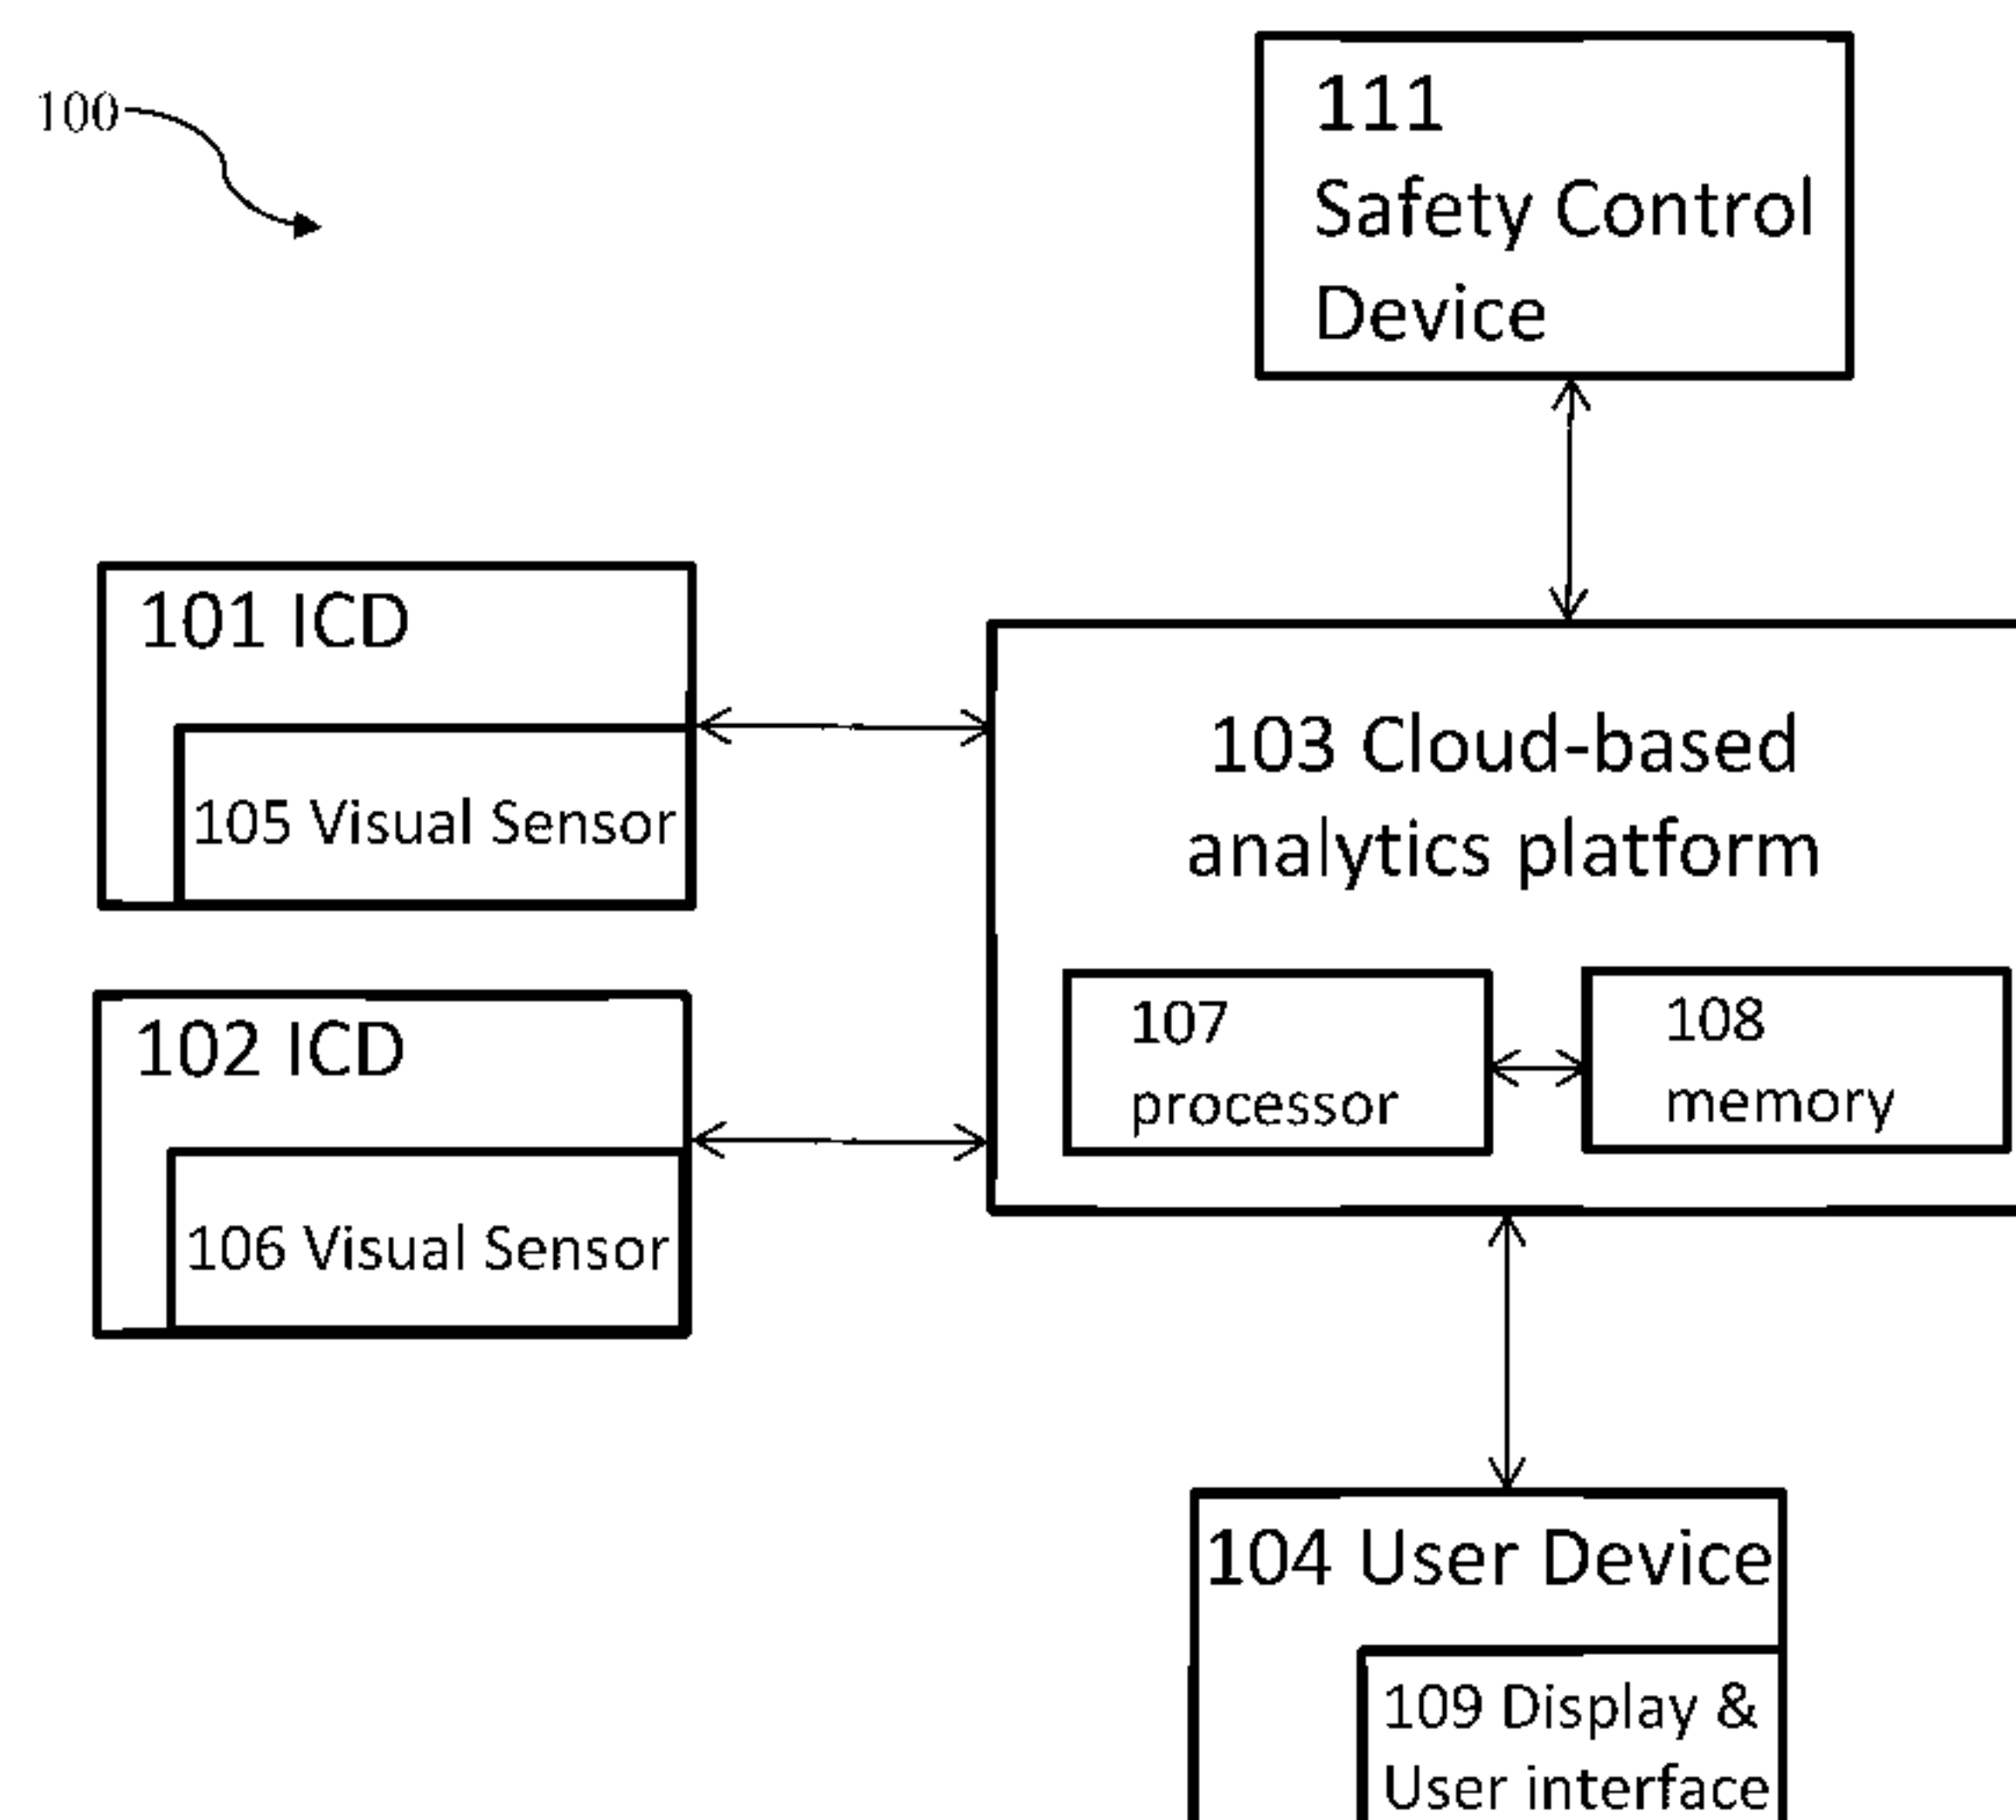 100
111
Safety Control
Device
101 ICD
105 Visual Sensor
103 Cloud-based
analytics platform
107
processor
108
memory
102 ICD
106 Visual Sensor
104 User Device
109 Display &
User interface